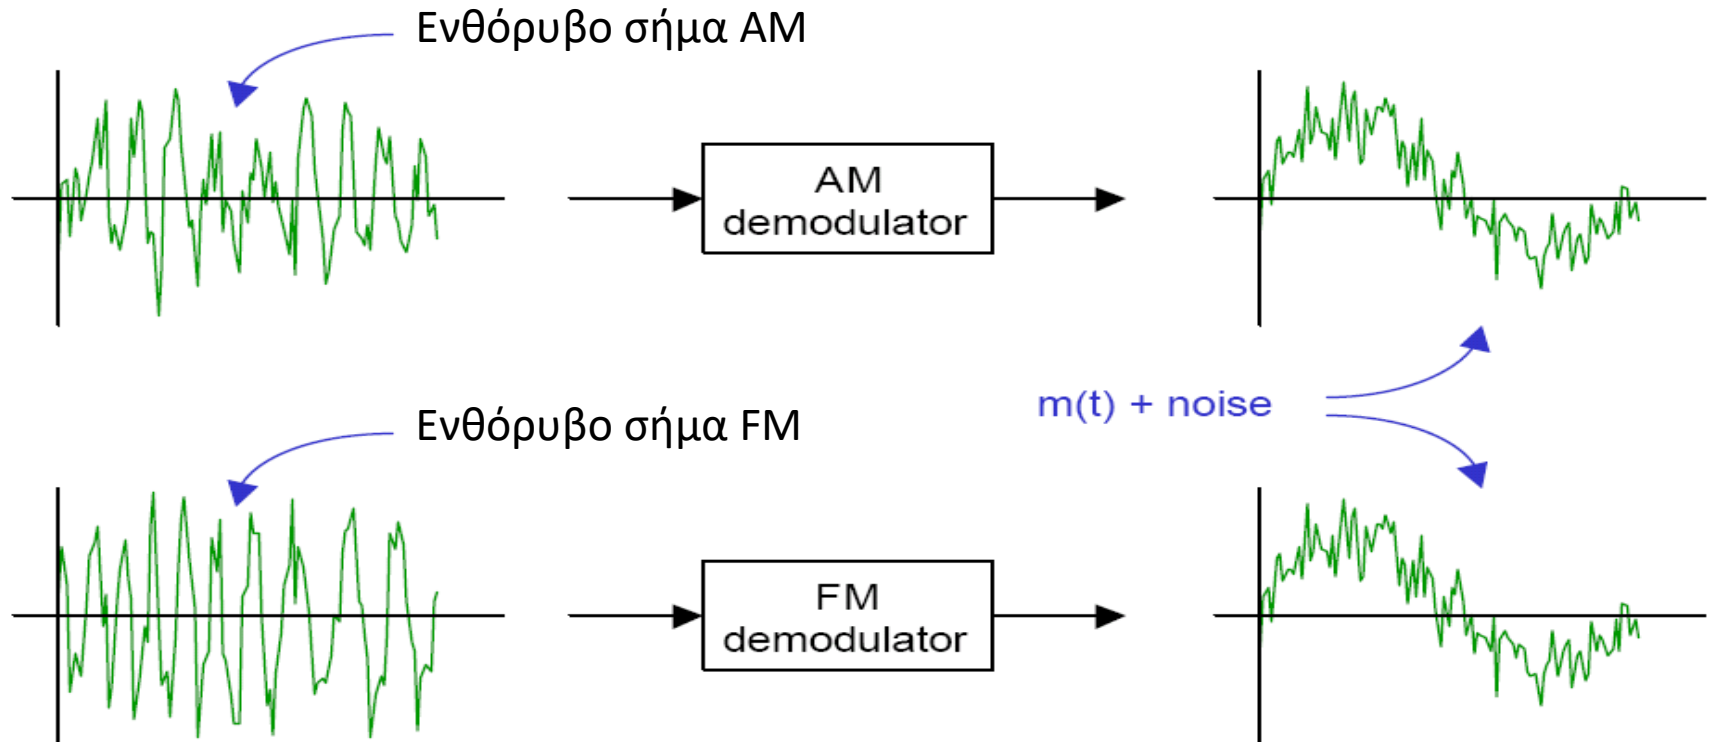 Ενθόρυβο σήμα AM
AM
demodulator
m(t) + noise
Ενθόρυβο σήμα FM
FM
demodulator